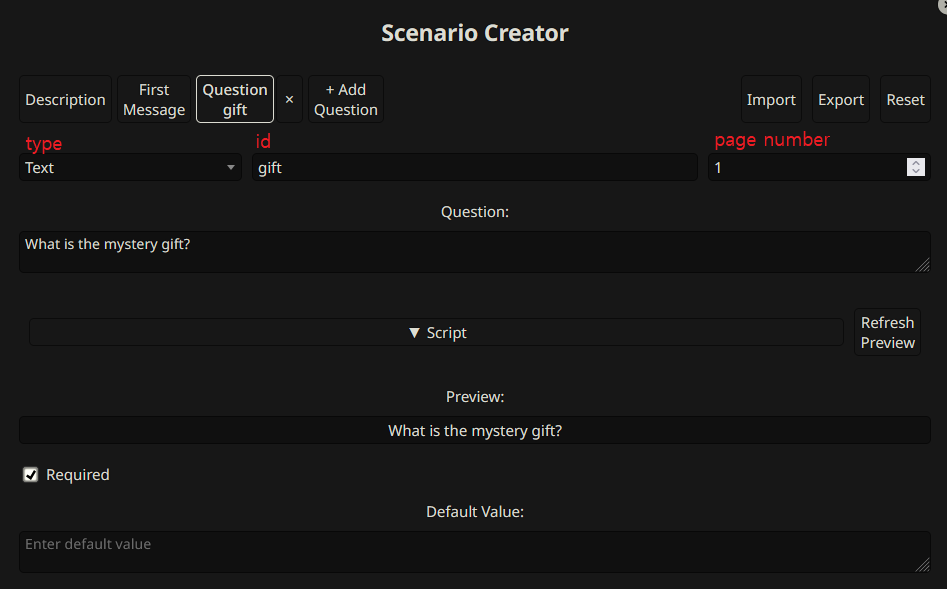 Scenario Creator
Description
First
Message
Question
gift
×
+ Add
Question
Import
Export
Reset
type
id
page number
Text
gift
1
Question:
What is the mystery gift?
▼ Script
Refresh
Preview
Preview:
What is the mystery gift?
Required
Default Value:
Enter default value